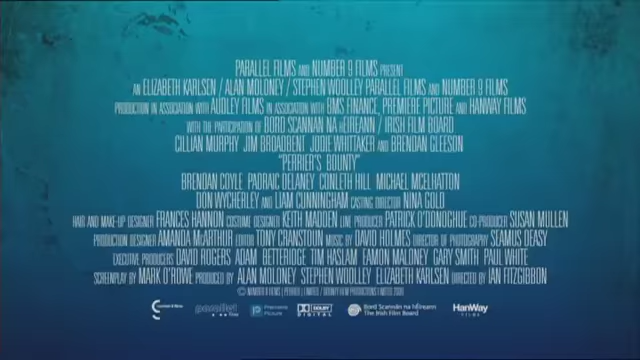 PARALLEL FILMS AND NUMBER 9 FILMS PRESENT
AN ELIZABETH KARLSEN / ALAN MOLONEY / STEPHEN WOOLLEY PARALLEL FILMS AND NUMBER 9 FILMS
PRODUCTION IN ASSOCIATION WITH AUDLEY FILMS IN ASSOCIATION WITH BMS FINANCE, PREMIERE PICTURE AND HANWAY FILMS
WITH THE PARTICIPATION OF BORD SCANNÁN NA hÉIREANN / IRISH FILM BOARD
CILLIAN MURPHY JIM BROADBENT JODIE WHITTAKER AND BRENDAN GLEESON
"PERRIER'S BOUNTY"
BRENDAN COYLE PADRAIC DELANEY CONLETH HILL MICHAEL MCELHATTON
DON WYCHERLEY AND LIAM CUNNINGHAM CASTING DIRECTOR NINA GOLD
HAIR AND MAKE-UP DESIGNER FRANCES HANNON COSTUME DESIGNER KEITH MADDEN LINE PRODUCER PATRICK O'DONOGHUE CO-PRODUCER SUSAN MULLEN
PRODUCTION DESIGNER AMANDA McARTHUR EDITOR TONY CRANSTOUN MUSIC BY DAVID HOLMES DIRECTOR OF PHOTOGRAPHY SEAMUS DEASY
EXECUTIVE PRODUCERS DAVID ROGERS ADAM BETTERIDGE TIM HASLAM EAMON MALONEY GARY SMITH PAUL WHITE
SCREENPLAY BY MARK O'ROWE PRODUCED BY ALAN MOLONEY STEPHEN WOOLLEY ELIZABETH KARLSEN DIRECTED BY IAN FITZGIBBON
parallel Premiere Picture DOLBY DIGITAL Bord Scannán na hÉireann The Irish Film Board HanWay FILMS